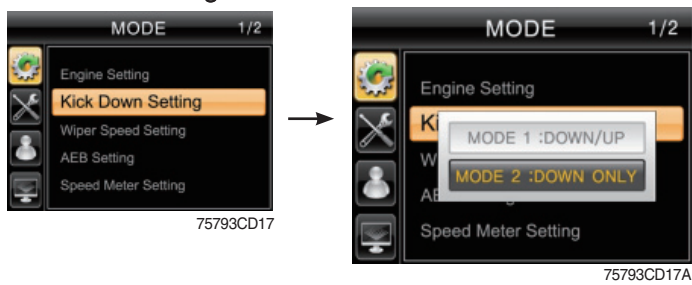 MODE 1/2
Engine Setting
Kick Down Setting
Wiper Speed Setting
AEB Setting
Speed Meter Setting
75793CD17
MODE 1/2
Engine Setting
Ki
MODE 1 :DOWN/UP
W
MODE 2 :DOWN ONLY
AE
Speed Meter Setting
75793CD17A